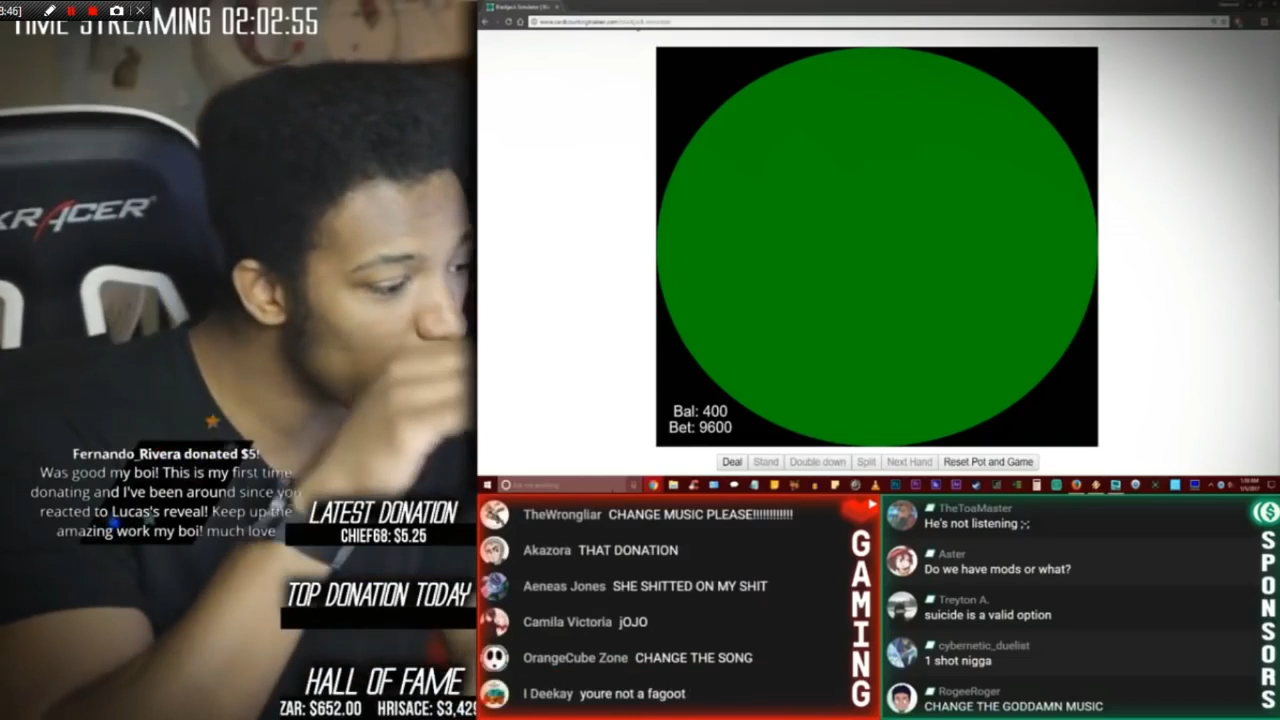 3:46]
TIME STREAMING 02:02:55
XRACER
Fernando_Rivera donated $5!
Was good my boi! This is my first time
donating and I've been around since you
reacted to Lucas's reveal! Keep up the
amazing work my boi! much love
LATEST DONATION
CHIEF68: $5.25
TOP DONATION TODAY
HALL OF FAME
ZAR: $652.00 HRISACE: $3,429
Bal: 400
Bet: 9600
Deal Stand Double down Split Next Hand Reset Pot and Game
TheWrongliar CHANGE MUSIC PLEASE!!!!!!!!!!!!
Akazora THAT DONATION
Aeneas Jones SHE SHITTED ON MY SHIT
Camila Victoria jOJO
OrangeCube Zone CHANGE THE SONG
I Deekay youre not a fagoot
GAMING
TheToaMaster
He's not listening ;-;
Aster
Do we have mods or what?
Treyton A.
suicide is a valid option
cybernetic_duelist
1 shot nigga
RogeeRoger
CHANGE THE GODDAMN MUSIC
SPONSORS